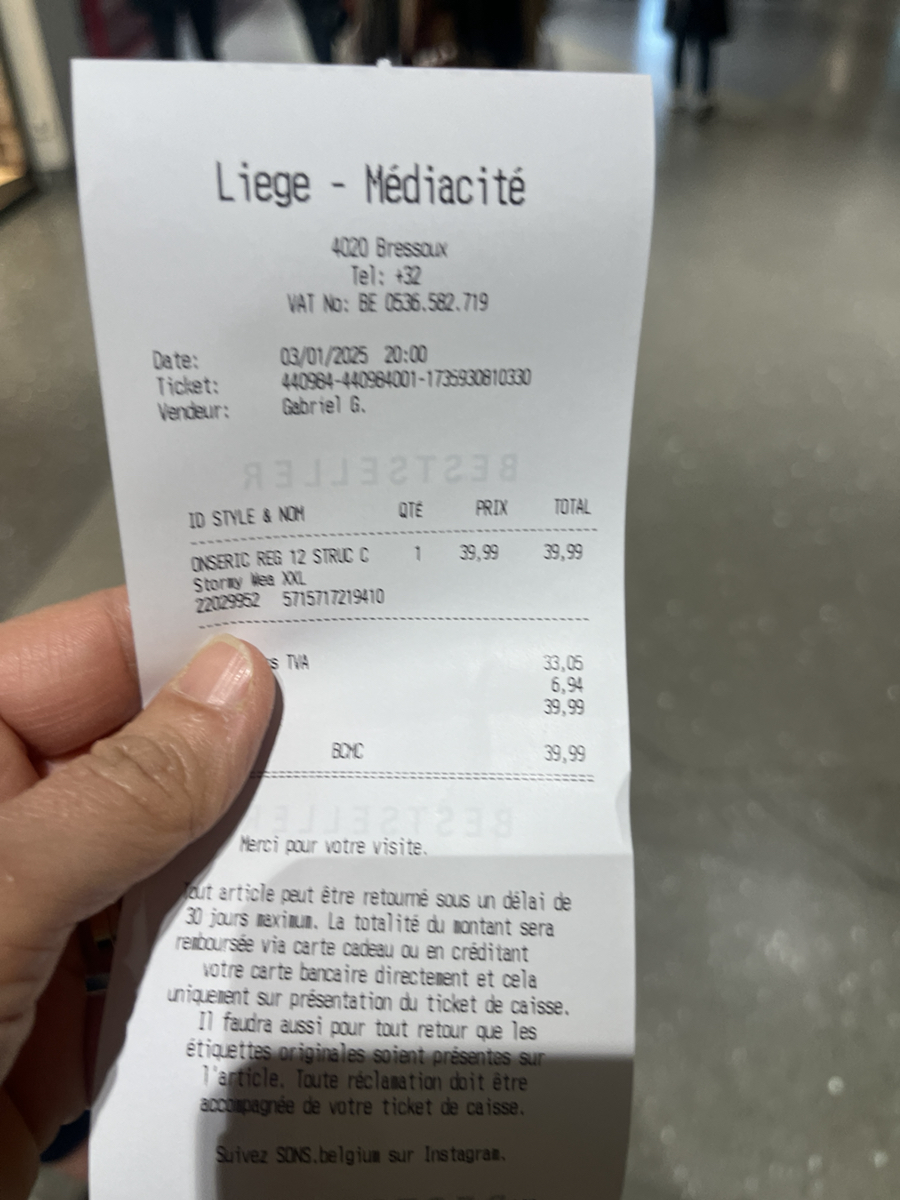 Liege - Médiacité
4020 Bressoux
Tel: +32
VAT No: BE 0536.582.719
Date: 03/01/2025 20:00
Ticket: 440984-440984001-1735930810330
Vendeur: Gabriel G.
BESTSELLER
ID STYLE & NOM QTÉ PRIX TOTAL
ONSERIC REG 12 STRUC C 1 39,99 39,99
Stormy Wea XXL
22029952 5715717219410
s TVA 33,05
6,94
39,99
BCMC 39,99
BESTSELLER
Merci pour votre visite.
Tout article peut être retourné sous un délai de
30 jours maximum. La totalité du montant sera
remboursée via carte cadeau ou en créditant
votre carte bancaire directement et cela
uniquement sur présentation du ticket de caisse.
Il faudra aussi pour tout retour que les
étiquettes originales soient présentes sur
l'article. Toute réclamation doit être
accompagnée de votre ticket de caisse.
Suivez SONS.belgium sur Instagram.